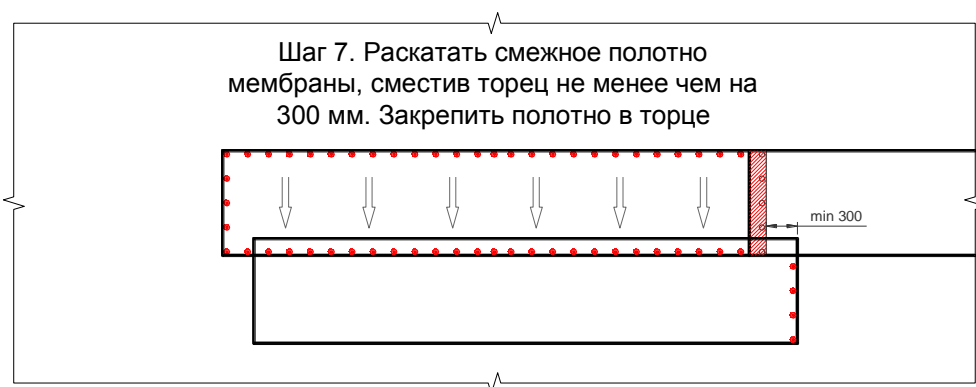 Шаг 7. Раскатать смежное полотно
мембраны, сместив торец не менее чем на
300 мм. Закрепить полотно в торце
min 300